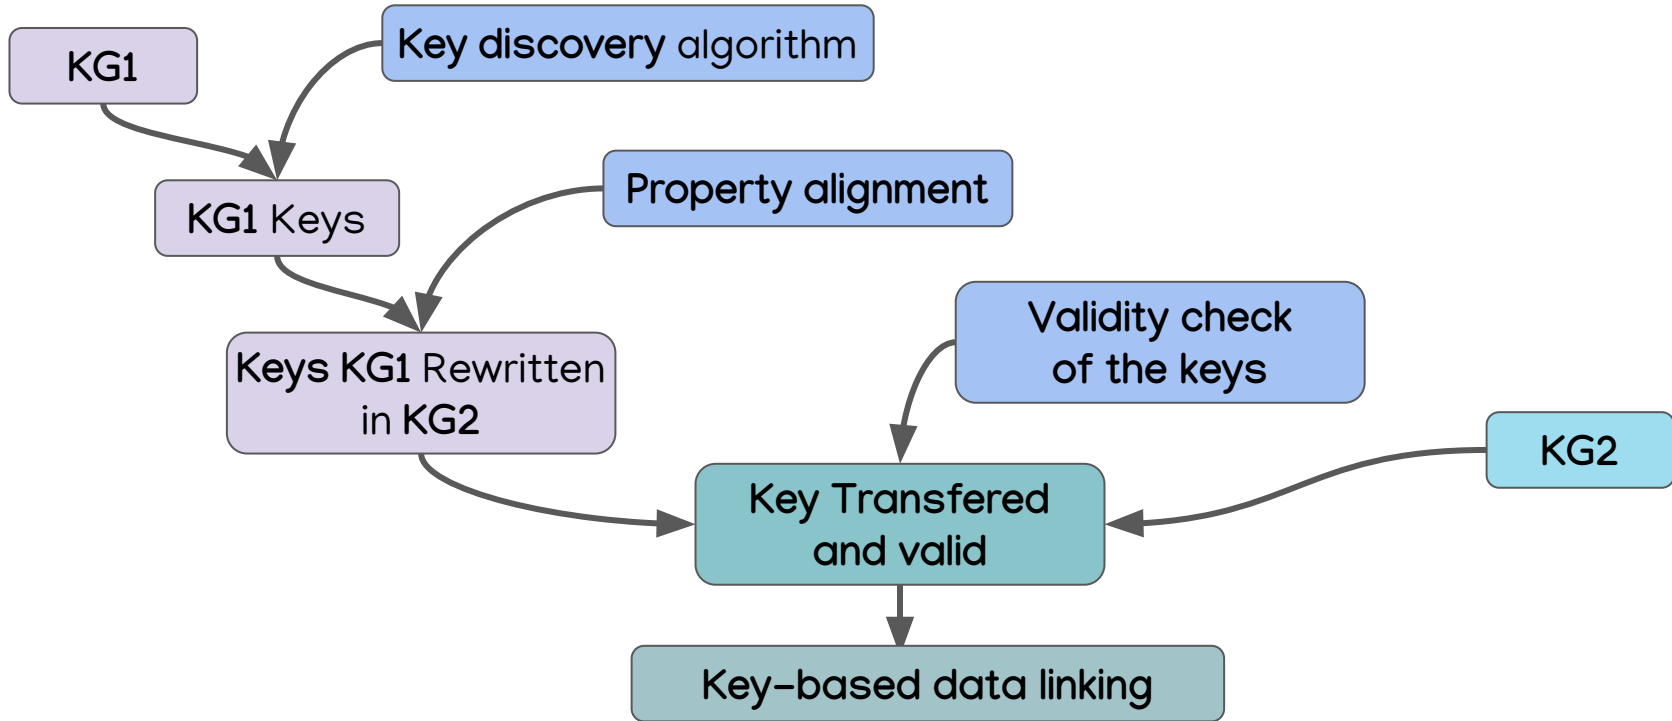 KG1
Key discovery algorithm
KG1 Keys
Property alignment
Keys KG1 Rewritten
in KG2
Validity check
of the keys
KG2
Key Transfered
and valid
Key-based data linking